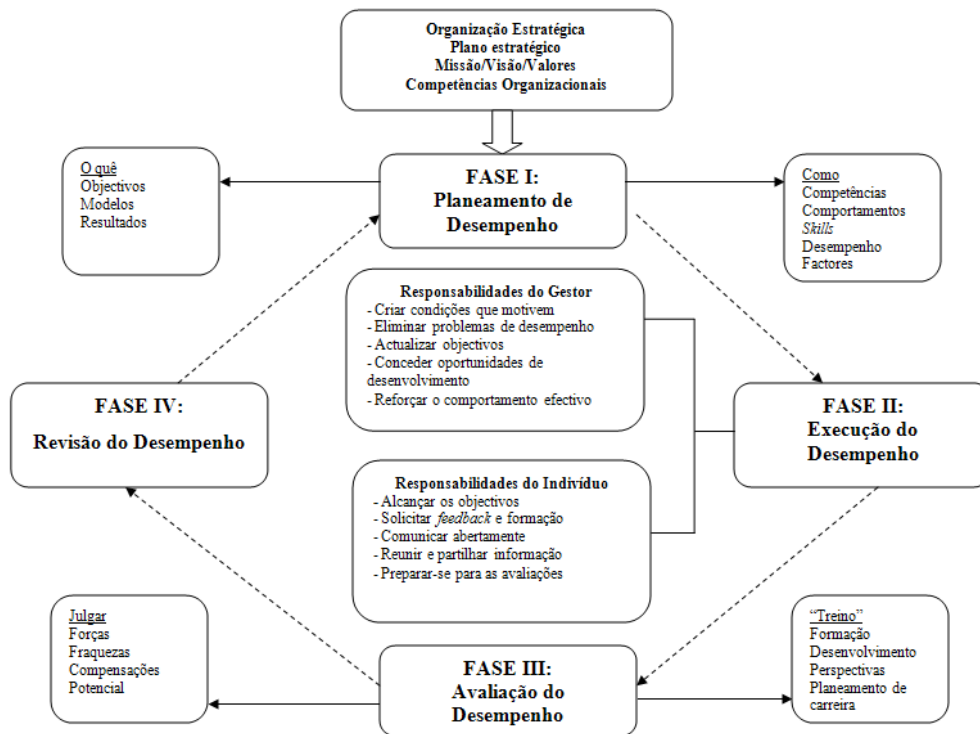 Organização Estratégica
Plano estratégico
Missão/Visão/Valores
Competências Organizacionais
O quê
Objectivos
Modelos
Resultados
FASE I:
Planeamento de
Desempenho
Como
Competências
Comportamentos
Skills
Desempenho
Factores
Responsabilidades do Gestor
- Criar condições que motivem
- Eliminar problemas de desempenho
- Actualizar objectivos
- Conceder oportunidades de
desenvolvimento
- Reforçar o comportamento efectivo
FASE IV:
Revisão do Desempenho
FASE II:
Execução do
Desempenho
Responsabilidades do Indivíduo
- Alcançar os objectivos
- Solicitar feedback e formação
- Comunicar abertamente
- Reunir e partilhar informação
- Preparar-se para as avaliações
Julgar
Forças
Fraquezas
Compensações
Potencial
FASE III:
Avaliação do
Desempenho
“Treino”
Formação
Desenvolvimento
Perspectivas
Planeamento de
carreira